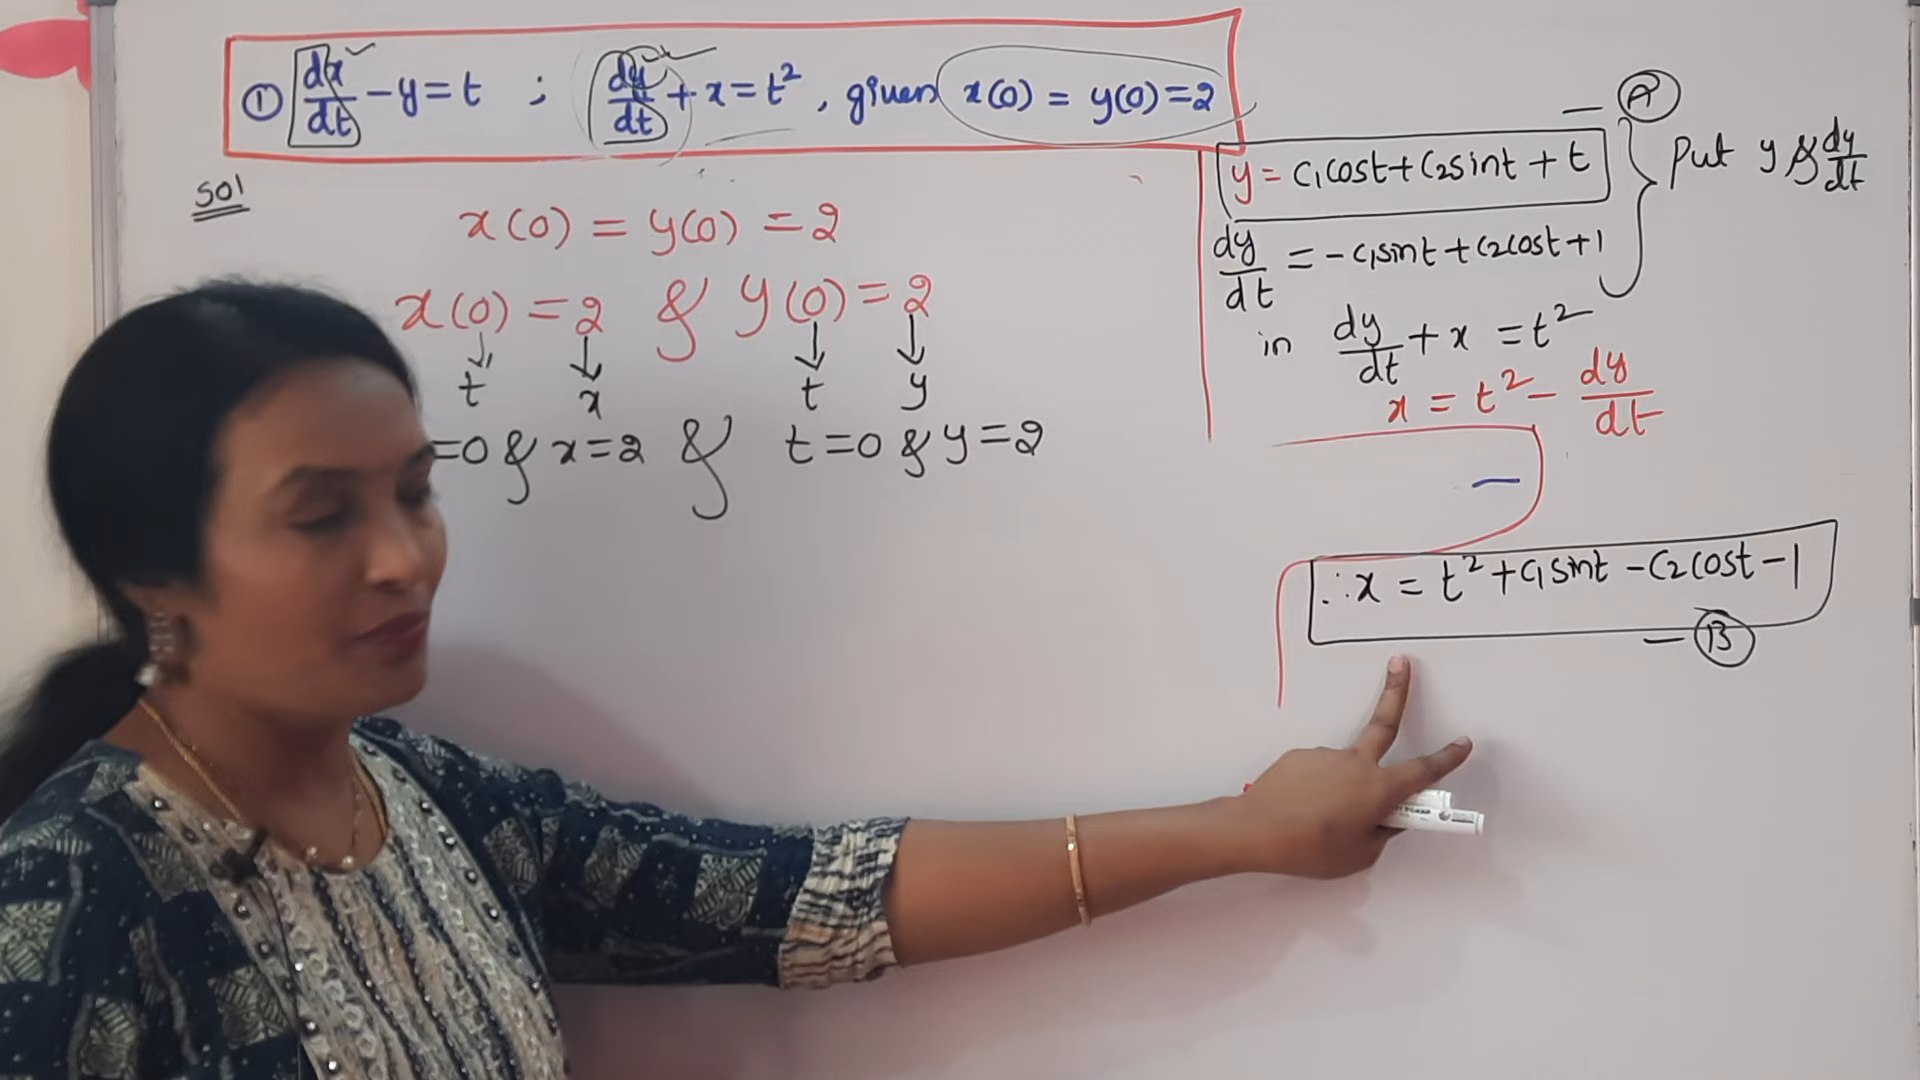 ① dx/dt - y = t ; dy/dt + x = t², given x(0) = y(0) = 2
Sol
x(0) = y(0) = 2
x(0) = 2 & y(0) = 2
t x t y
=0 & x=2 & t=0 & y=2
— Ⓐ
y = C₁cost + C₂sint + t
Put y & dy/dt
dy/dt = -C₁sint + C₂cost + 1
in dy/dt + x = t²
x = t² - dy/dt
∴ x = t² + C₁sint - C₂cost - 1
— Ⓑ